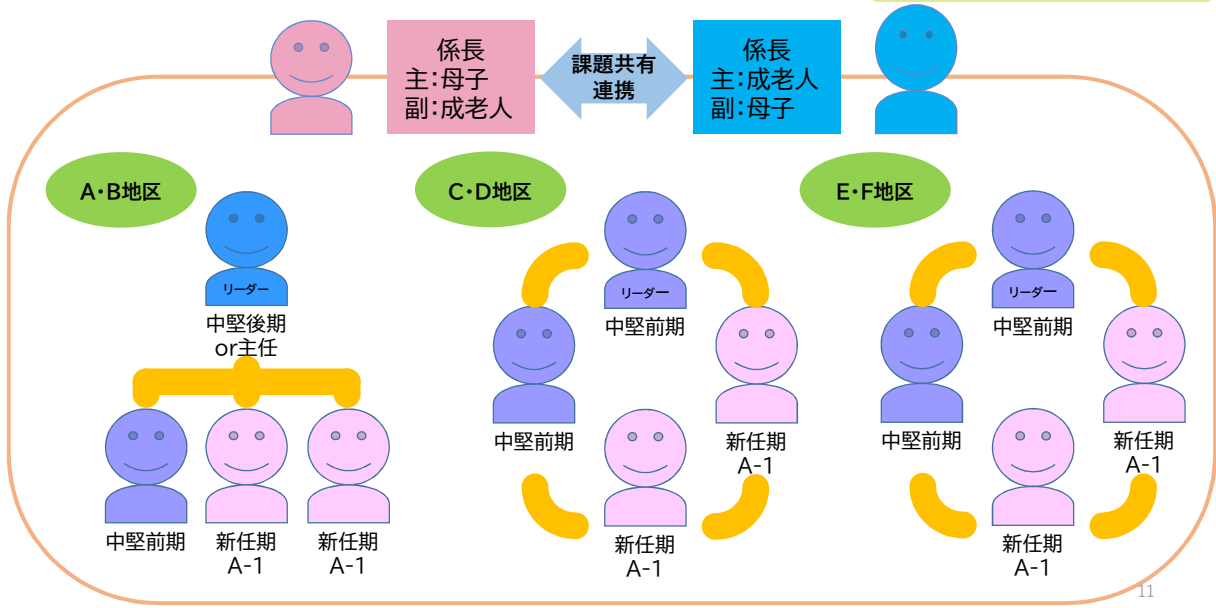 係長
主：母子
副：成老人
課題共有
連携
係長
主：成老人
副：母子
A・B地区
リーダー
中堅後期
or主任
中堅前期
新任期
A-1
新任期
A-1
C・D地区
リーダー
中堅前期
中堅前期
新任期
A-1
新任期
A-1
E・F地区
リーダー
中堅前期
中堅前期
新任期
A-1
新任期
A-1
11